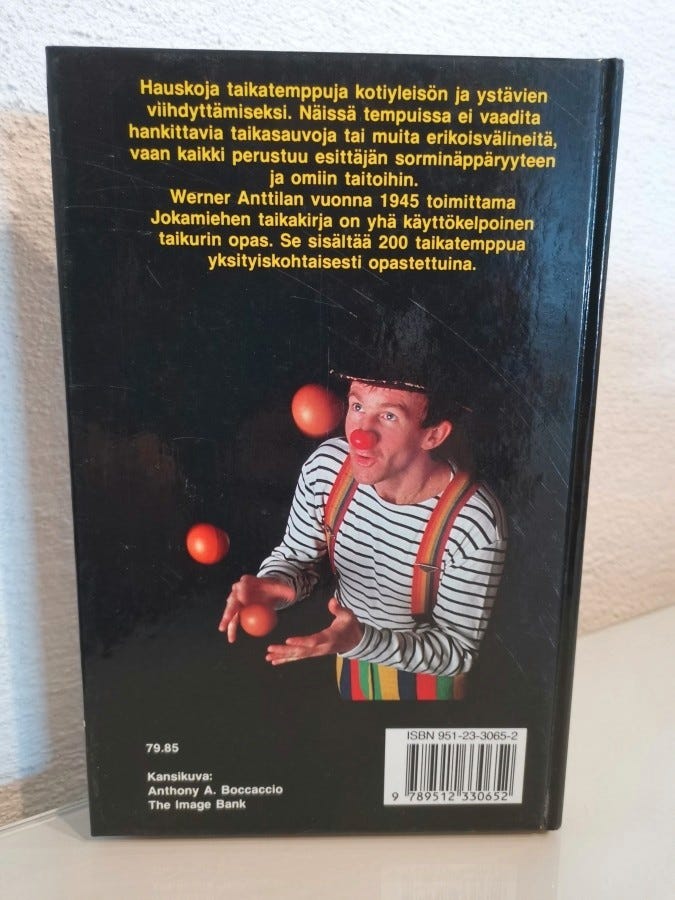 Hauskoja taikatemppuja kotiyleisön ja ystävien
viihdyttämiseksi. Näissä tempuissa ei vaadita
hankittavia taikasauvoja tai muita erikoisvälineitä,
vaan kaikki perustuu esittäjän sorminäppäryyteen
ja omiin taitoihin.
Werner Anttilan vuonna 1945 toimittama
Jokamiehen taikakirja on yhä käyttökelpoinen
taikurin opas. Se sisältää 200 taikatemppua
yksityiskohtaisesti opastettuina.
79.85
Kansikuva:
Anthony A. Boccaccio
The Image Bank
ISBN 951-23-3065-2
9 789512 330652